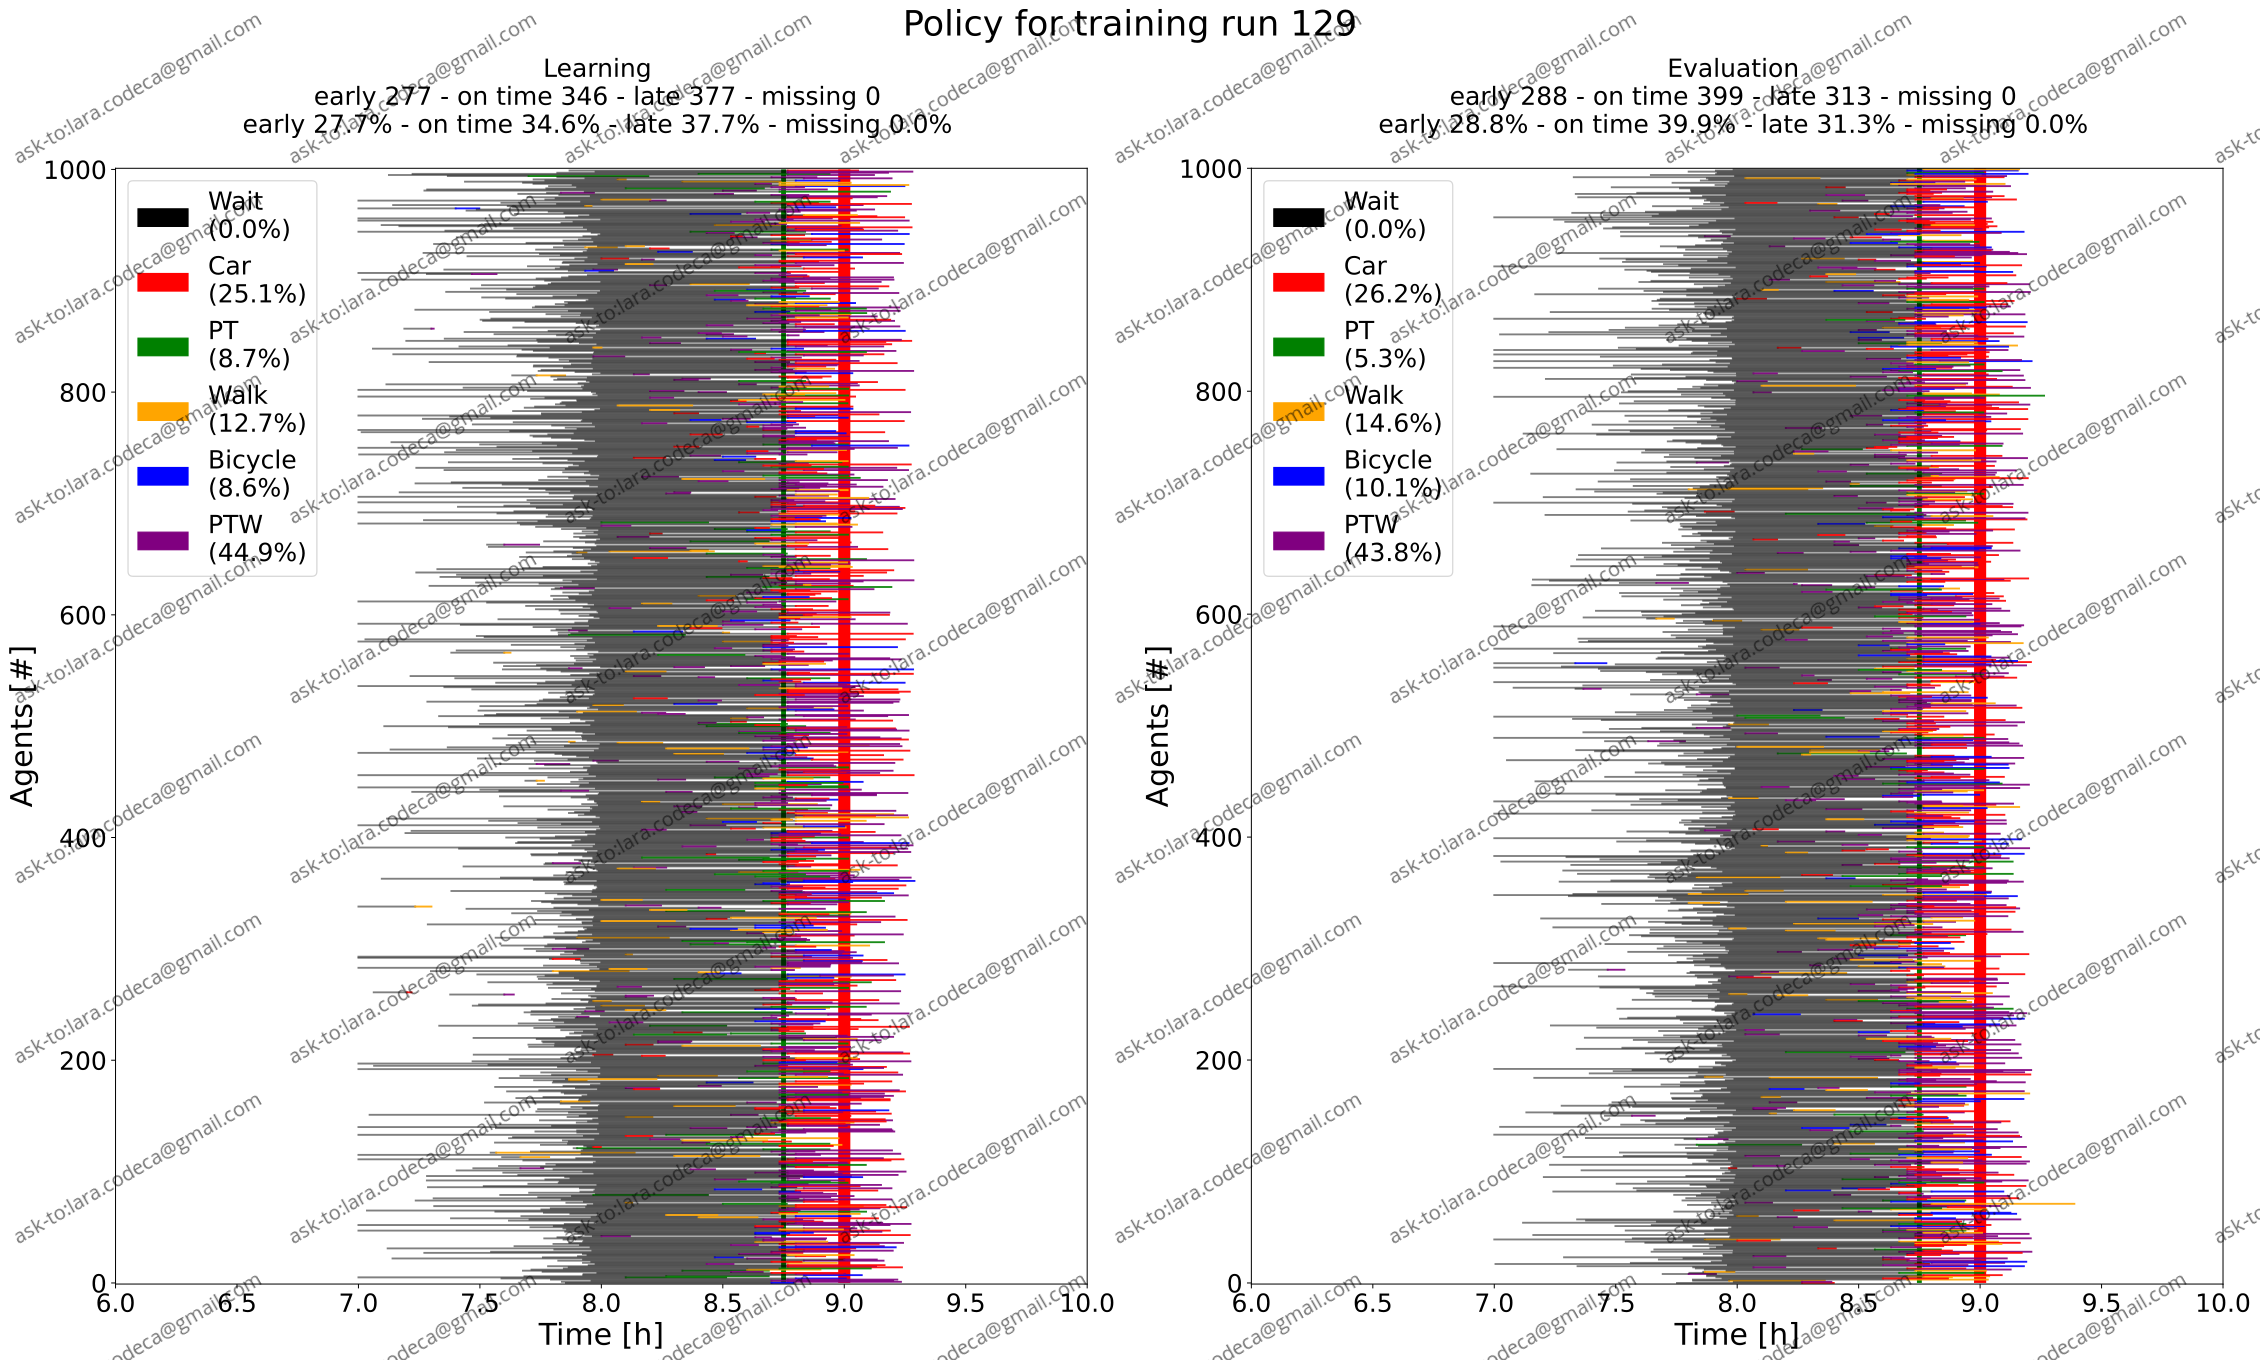 Policy for training run 129
Learning
early 277 - on time 346 - late 377 - missing 0
early 27.7% - on time 34.6% - late 37.7% - missing 0.0%
1000
800
600
400
200
0
Agents [#]
Wait
(0.0%)
Car
(25.1%)
PT
(8.7%)
Walk
(12.7%)
Bicycle
(8.6%)
PTW
(44.9%)
6.0 6.5 7.0 7.5 8.0 8.5 9.0 9.5 10.0
Time [h]
Evaluation
early 288 - on time 399 - late 313 - missing 0
early 28.8% - on time 39.9% - late 31.3% - missing 0.0%
1000
800
600
400
200
0
Agents [#]
Wait
(0.0%)
Car
(26.2%)
PT
(5.3%)
Walk
(14.6%)
Bicycle
(10.1%)
PTW
(43.8%)
6.0 6.5 7.0 7.5 8.0 8.5 9.0 9.5 10.0
Time [h]
ask-to:lara.codeca@gmail.com